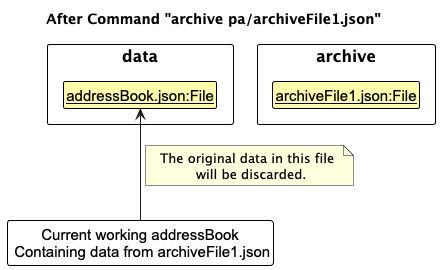 After Command "archive pa/archiveFile1.json"
data
archive
addressBook.json:File
archiveFile1.json:File
The original data in this file
will be discarded.
Current working addressBook
Containing data from archiveFile1.json